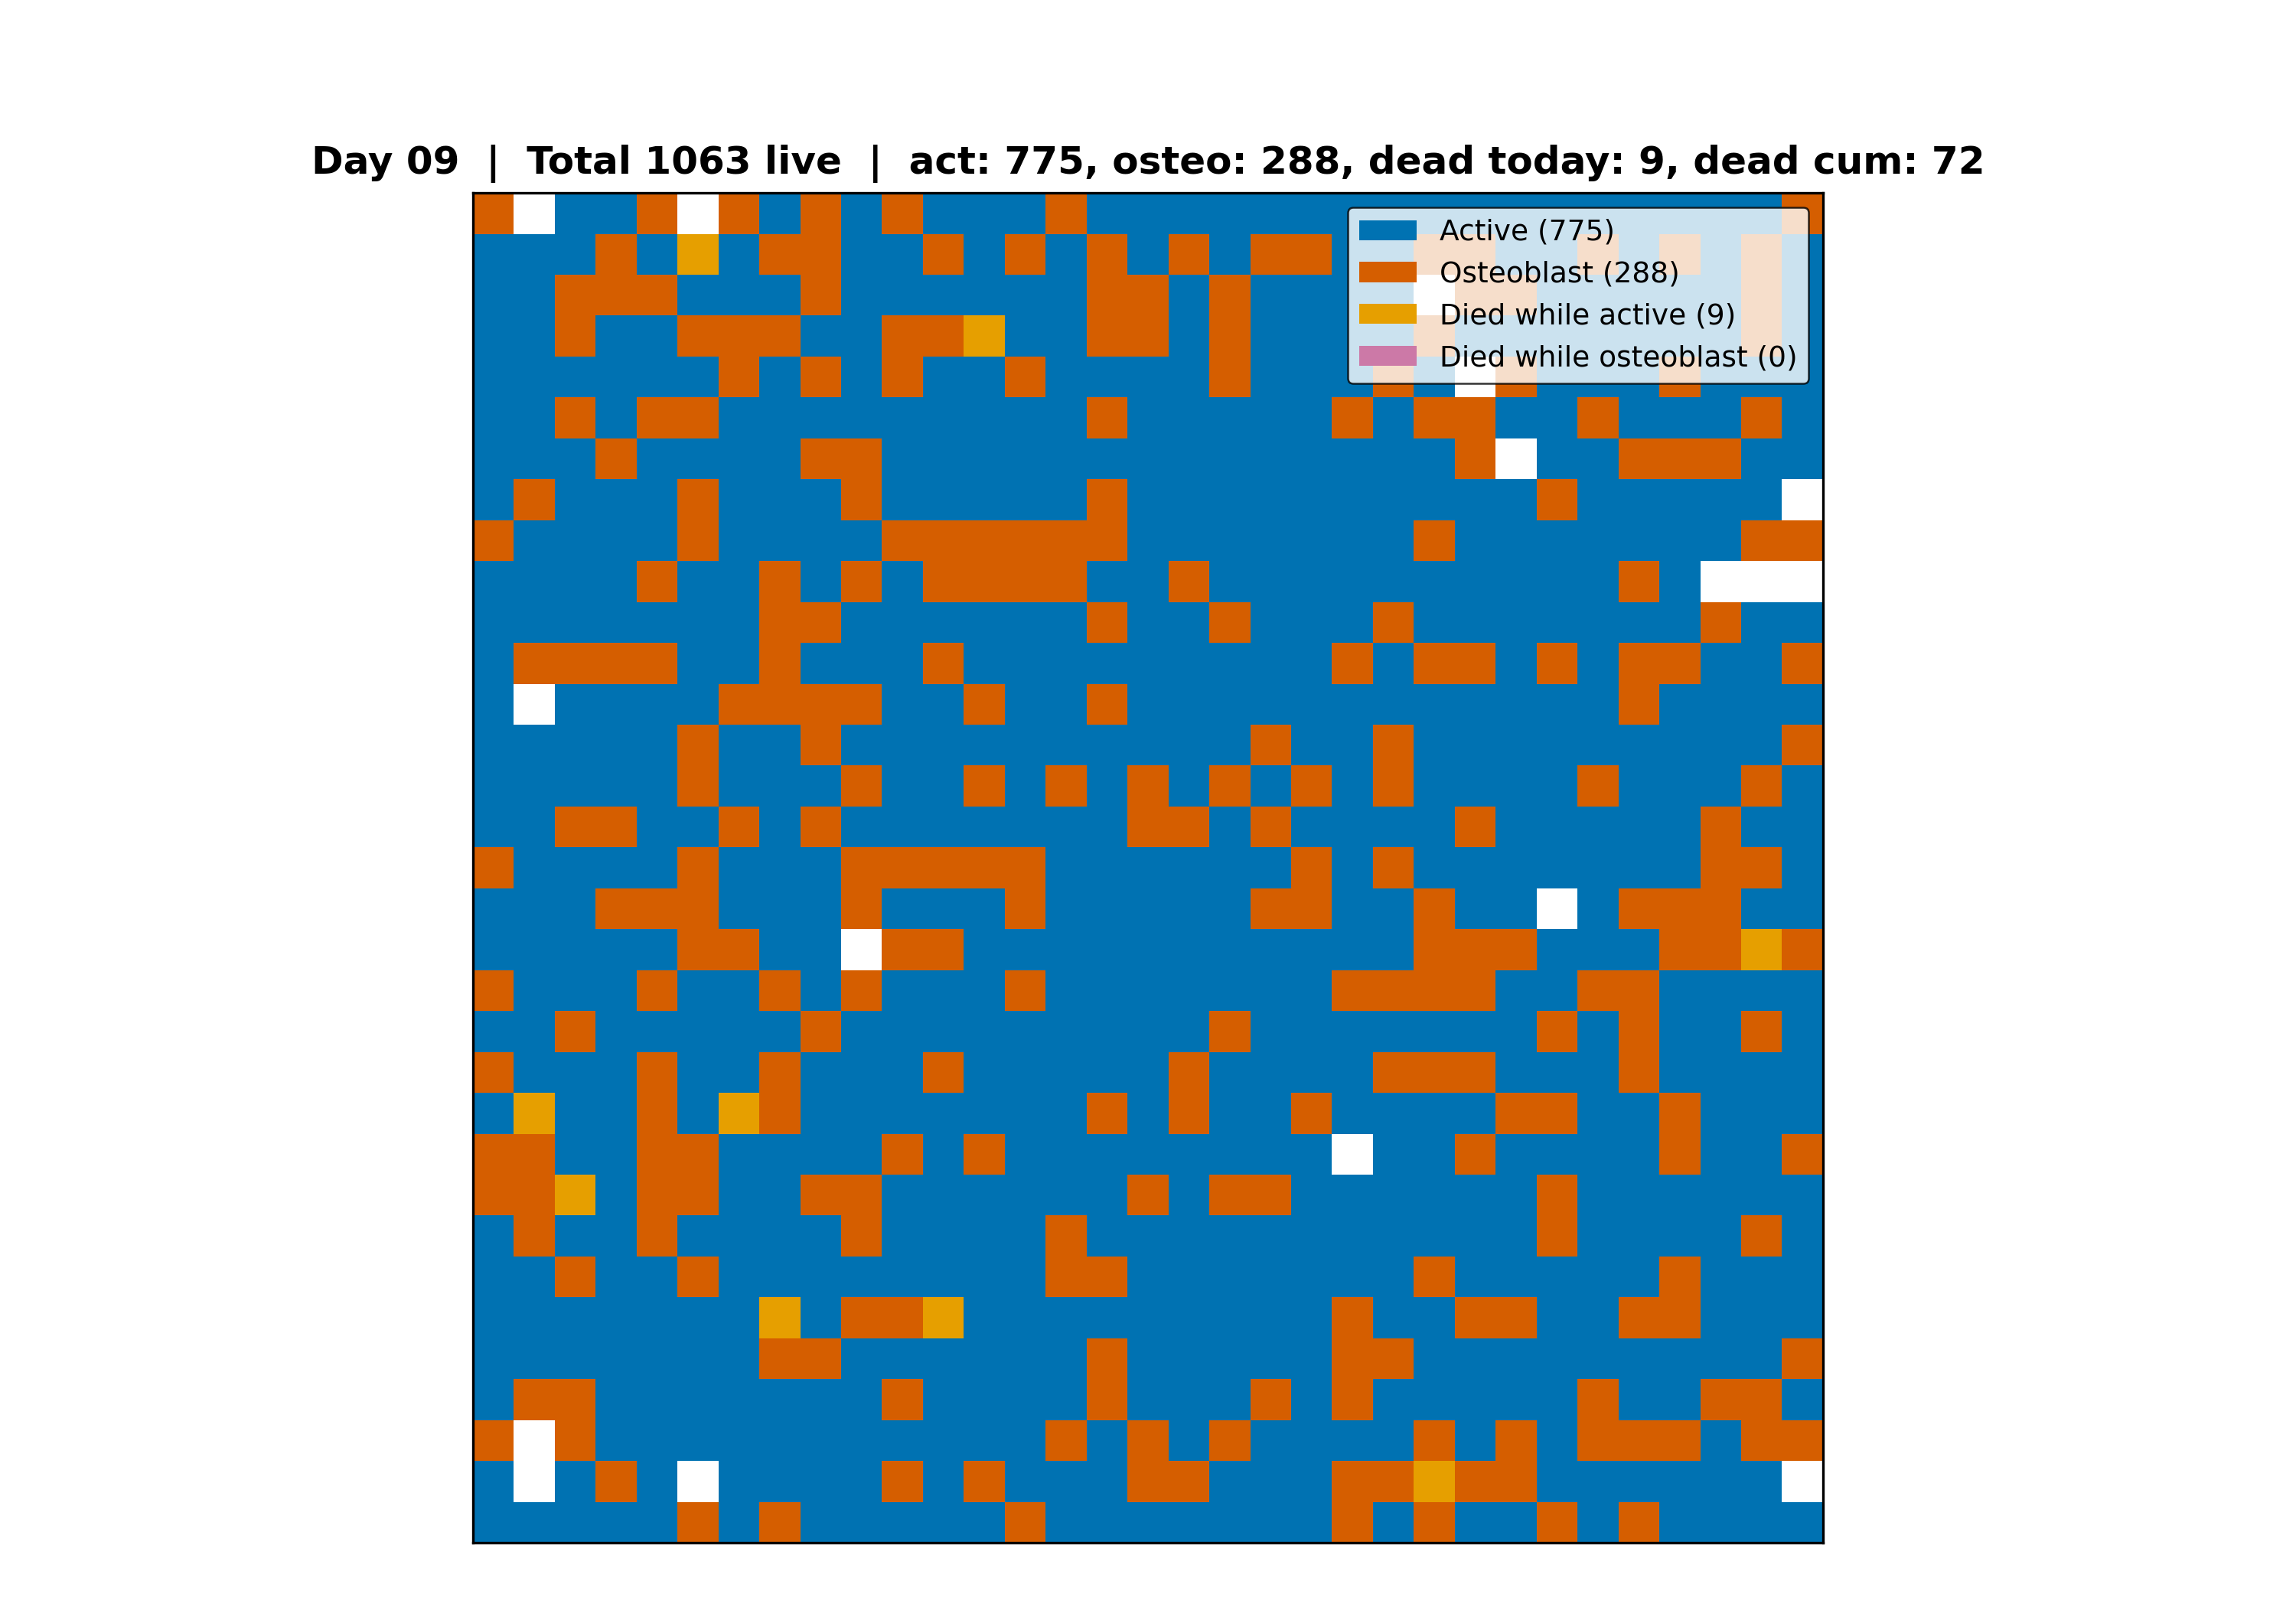 Day 09 | Total 1063 live | act: 775, osteo: 288, dead today: 9, dead cum: 72
Active (775)
Osteoblast (288)
Died while active (9)
Died while osteoblast (0)